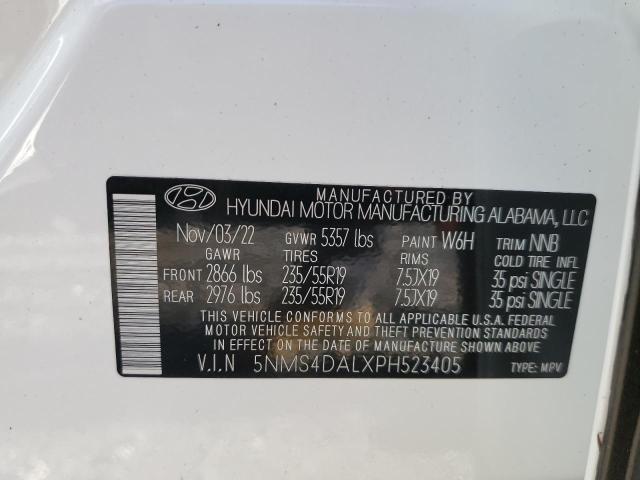 MANUFACTURED BY
HYUNDAI MOTOR MANUFACTURING ALABAMA, LLC
Nov/03/22 GVWR 5357 lbs PAINT W6H TRIM NNB
GAWR TIRES RIMS COLD TIRE INFL
FRONT 2866 lbs 235/55R19 7.5JX19 35 psi SINGLE
REAR 2976 lbs 235/55R19 7.5JX19 35 psi SINGLE
THIS VEHICLE CONFORMS TO ALL APPLICABLE U.S.A. FEDERAL
MOTOR VEHICLE SAFETY AND THEFT PREVENTION STANDARDS
IN EFFECT ON THE DATE OF MANUFACTURE SHOWN ABOVE.
V.I.N 5NMS4DALXPH523405 TYPE: MPV